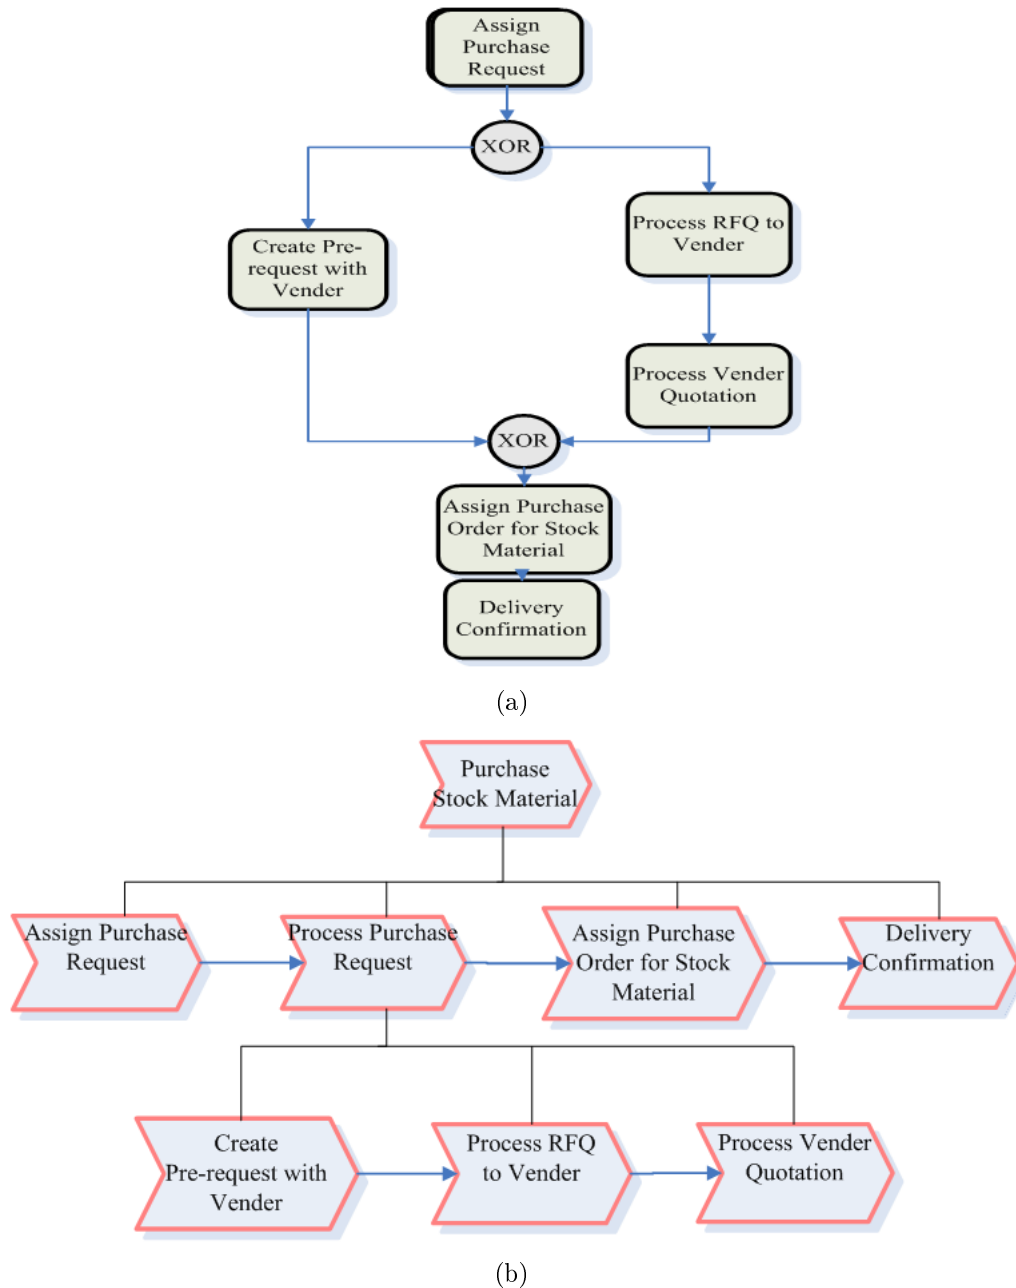 Assign
Purchase
Request
XOR
Create Pre-
request with
Vender
Process RFQ to
Vender
Process Vender
Quotation
XOR
Assign Purchase
Order for Stock
Material
Delivery
Confirmation
(a)
Purchase
Stock Material
Assign Purchase
Request
Process Purchase
Request
Assign Purchase
Order for Stock
Material
Delivery
Confirmation
Create
Pre-request with
Vender
Process RFQ
to Vender
Process Vender
Quotation
(b)